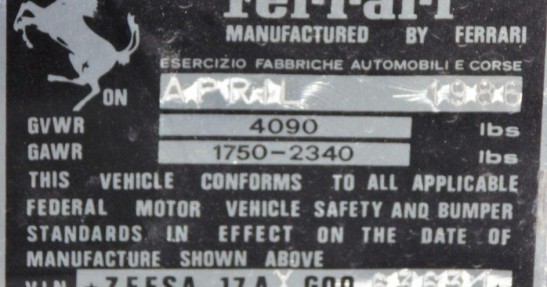 Ferrari
MANUFACTURED BY FERRARI
ESERCIZIO FABBRICHE AUTOMOBILI E CORSE
ON APRIL 1986
GVWR 4090 lbs
GAWR 1750-2340 lbs
THIS VEHICLE CONFORMS TO ALL APPLICABLE
FEDERAL MOTOR VEHICLE SAFETY AND BUMPER
STANDARDS IN EFFECT ON THE DATE OF
MANUFACTURE SHOWN ABOVE
V.I.N.